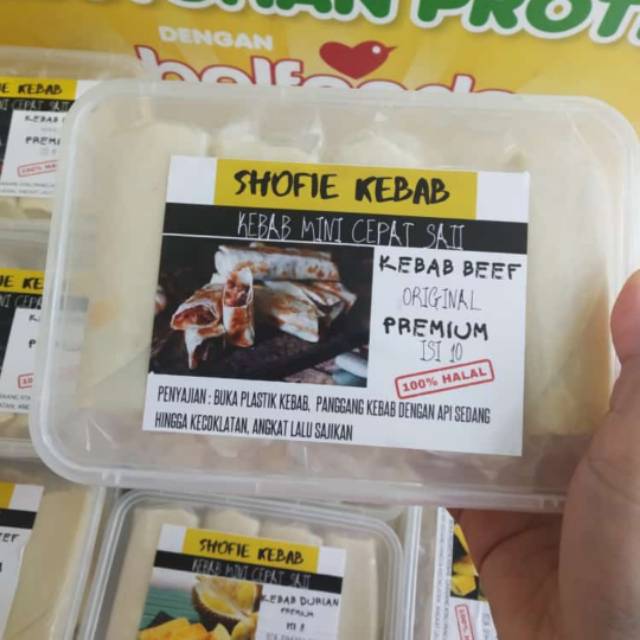 DENGAN
SHOFIE KEBAB
KEBAB MINI CEPAT SAJI
KEBAB BEEF
ORIGINAL
PREMIUM
ISI 10
100% HALAL
PENYAJIAN : BUKA PLASTIK KEBAB, PANGGANG KEBAB DENGAN API SEDANG
HINGGA KECOKLATAN, ANGKAT LALU SAJIKAN
SHOFIE KEBAB
KEBAB MINI CEPAT SAJI
KEBAB DURIAN
PREMIUM